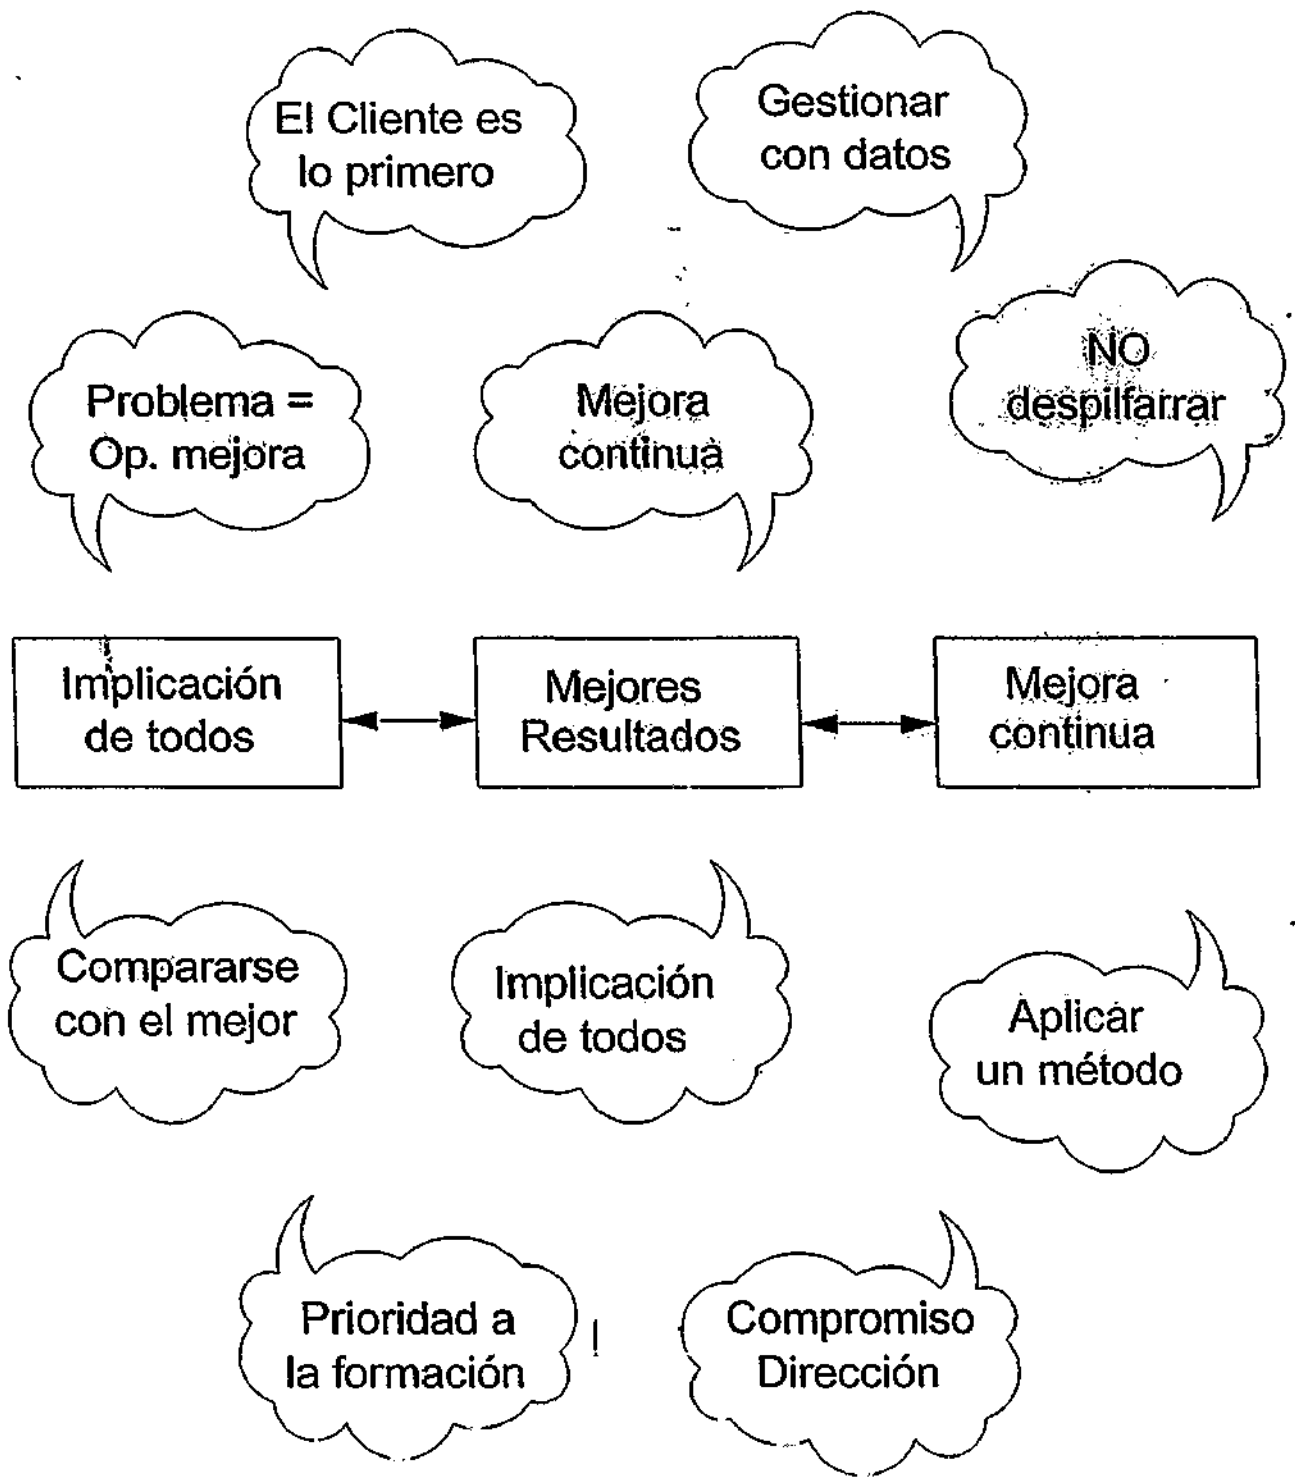 El Cliente es
lo primero
Gestionar
con datos
Problema =
Op. mejora
Mejora
continua
NO
despilfarrar
Implicación
de todos
Mejores
Resultados
Mejora
continua
Compararse
con el mejor
Implicación
de todos
Aplicar
un método
Prioridad a
la formación
Compromiso
Dirección